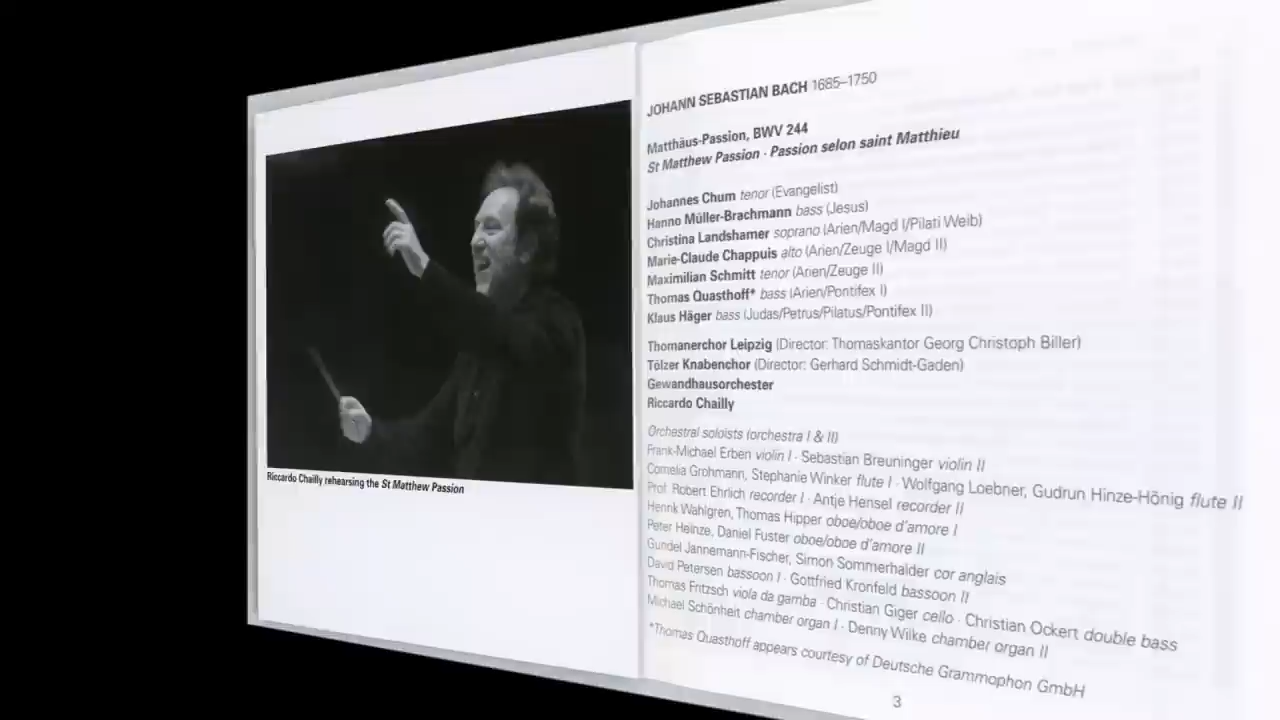 Riccardo Chailly rehearsing the St Matthew Passion
JOHANN SEBASTIAN BACH 1685–1750
Matthäus-Passion, BWV 244
St Matthew Passion · Passion selon saint Matthieu
Johannes Chum tenor (Evangelist)
Hanno Müller-Brachmann bass (Jesus)
Christina Landshamer soprano (Arien/Magd I/Pilati Weib)
Marie-Claude Chappuis alto (Arien/Zeuge I/Magd II)
Maximilian Schmitt tenor (Arien/Zeuge II)
Thomas Quasthoff* bass (Arien/Pontifex I)
Klaus Häger bass (Judas/Petrus/Pilatus/Pontifex II)
Thomanerchor Leipzig (Director: Thomaskantor Georg Christoph Biller)
Tölzer Knabenchor (Director: Gerhard Schmidt-Gaden)
Gewandhausorchester
Riccardo Chailly
Orchestral soloists (orchestra I & II)
Frank-Michael Erben violin I · Sebastian Breuninger violin II
Cornelia Grohmann, Stephanie Winker flute I · Wolfgang Loebner, Gudrun Hinze-Hönig flute II
Prof. Robert Ehrlich recorder I · Antje Hensel recorder II
Henrik Wahlgren, Thomas Hipper oboe/oboe d'amore I
Peter Heinze, Daniel Fuster oboe/oboe d'amore II
Gundel Jannemann-Fischer, Simon Sommerhalder cor anglais
David Petersen bassoon I · Gottfried Kronfeld bassoon II
Thomas Fritzsch viola da gamba · Christian Giger cello · Christian Ockert double bass
Michael Schönheit chamber organ I · Denny Wilke chamber organ II
*Thomas Quasthoff appears courtesy of Deutsche Grammophon GmbH
3